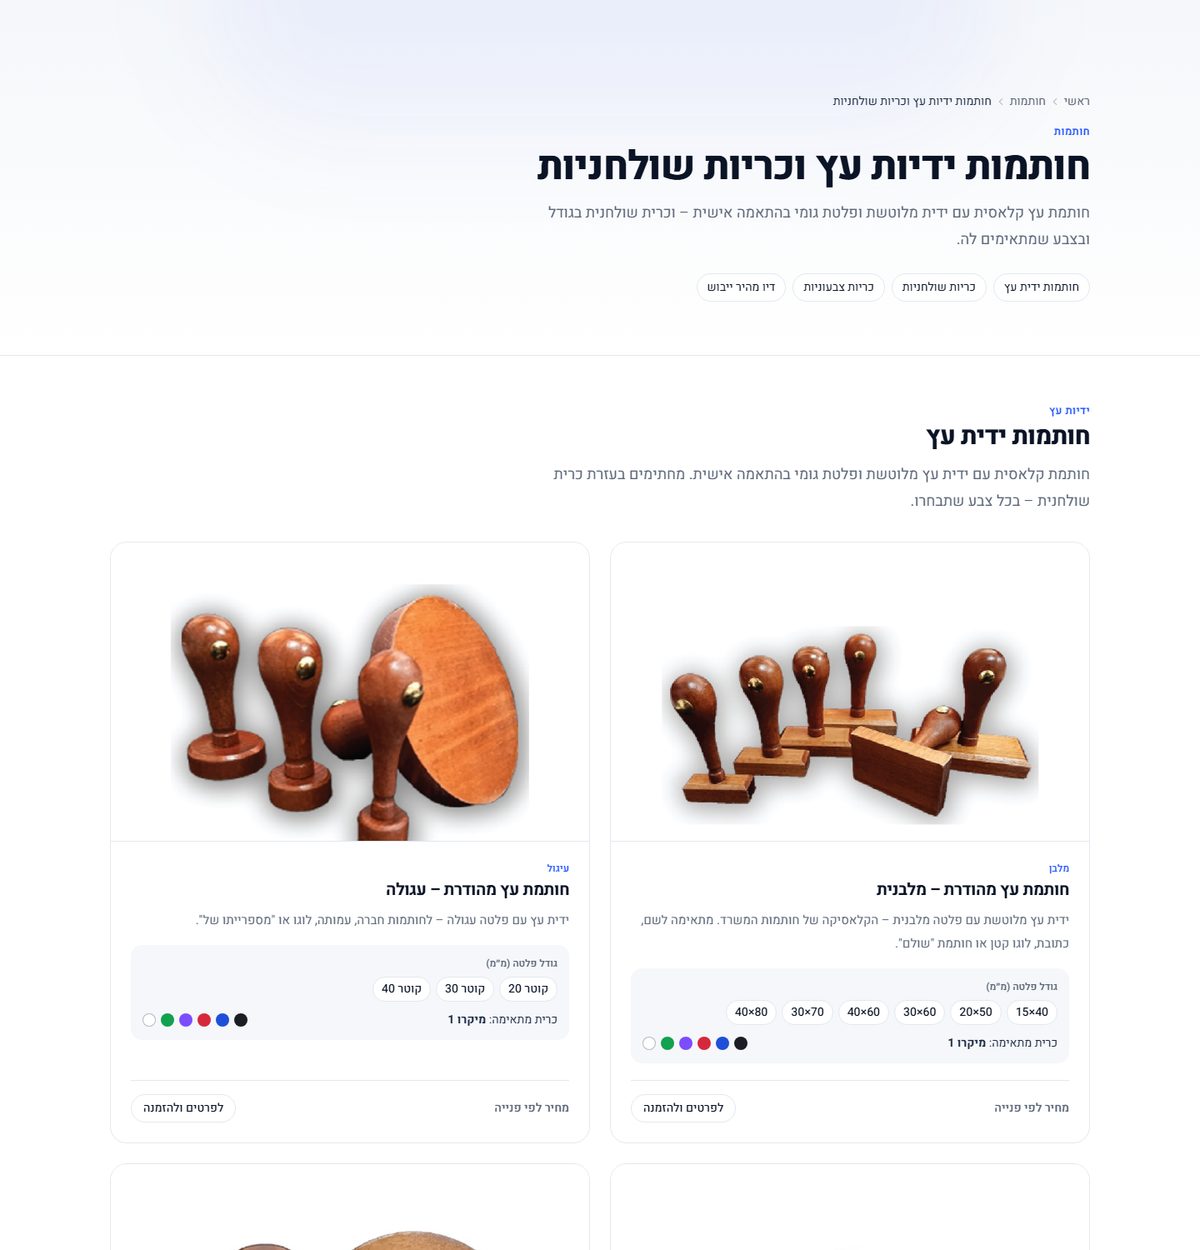 ראשי › חותמות › חותמות ידיות עץ וכריות שולחניות
חותמות
חותמות ידיות עץ וכריות שולחניות
חותמת עץ קלאסית עם ידית מלוטשת ופלטת גומי בהתאמה אישית – וכרית שולחנית בגודל
ובצבע שמתאימים לה.
חותמות ידית עץ
כריות שולחניות
כריות צבעוניות
דיו מהיר ייבוש
ידיות עץ
חותמות ידית עץ
חותמת קלאסית עם ידית עץ מלוטשת ופלטת גומי בהתאמה אישית. מחתימים בעזרת כרית
שולחנית – בכל צבע שתבחרו.
מלבן
חותמת עץ מהודרת – מלבנית
ידית עץ מלוטשת עם פלטה מלבנית – הקלאסיקה של חותמות המשרד. מתאימה לשם,
כתובת, לוגו קטן או חותמת "שולם".
גודל פלטה (מ״מ)
15×40
20×50
30×60
40×60
30×70
40×80
כרית מתאימה: מיקרו 1
מחיר לפי פנייה
לפרטים ולהזמנה
עיגול
חותמת עץ מהודרת – עגולה
ידית עץ עם פלטה עגולה – לחותמות חברה, עמותה, לוגו או "מספרייתו של".
גודל פלטה (מ״מ)
קוטר 20
קוטר 30
קוטר 40
כרית מתאימה: מיקרו 1
מחיר לפי פנייה
לפרטים ולהזמנה